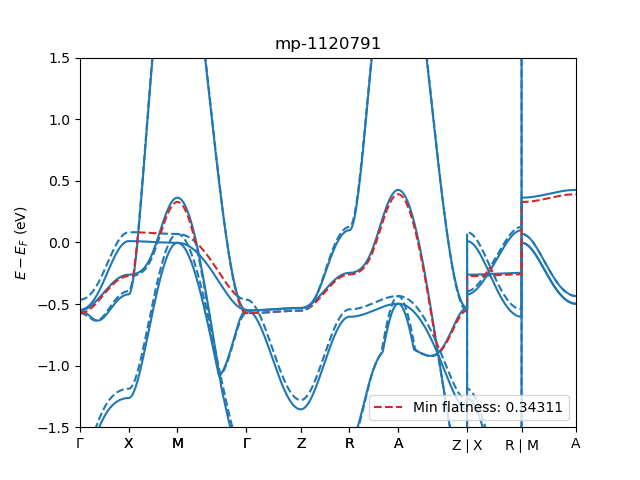 mp-1120791
E − E_F (eV)
1.5
1.0
0.5
0.0
−0.5
−1.0
−1.5
Min flatness: 0.34311
Γ X M Γ Z R A Z | X R | M A